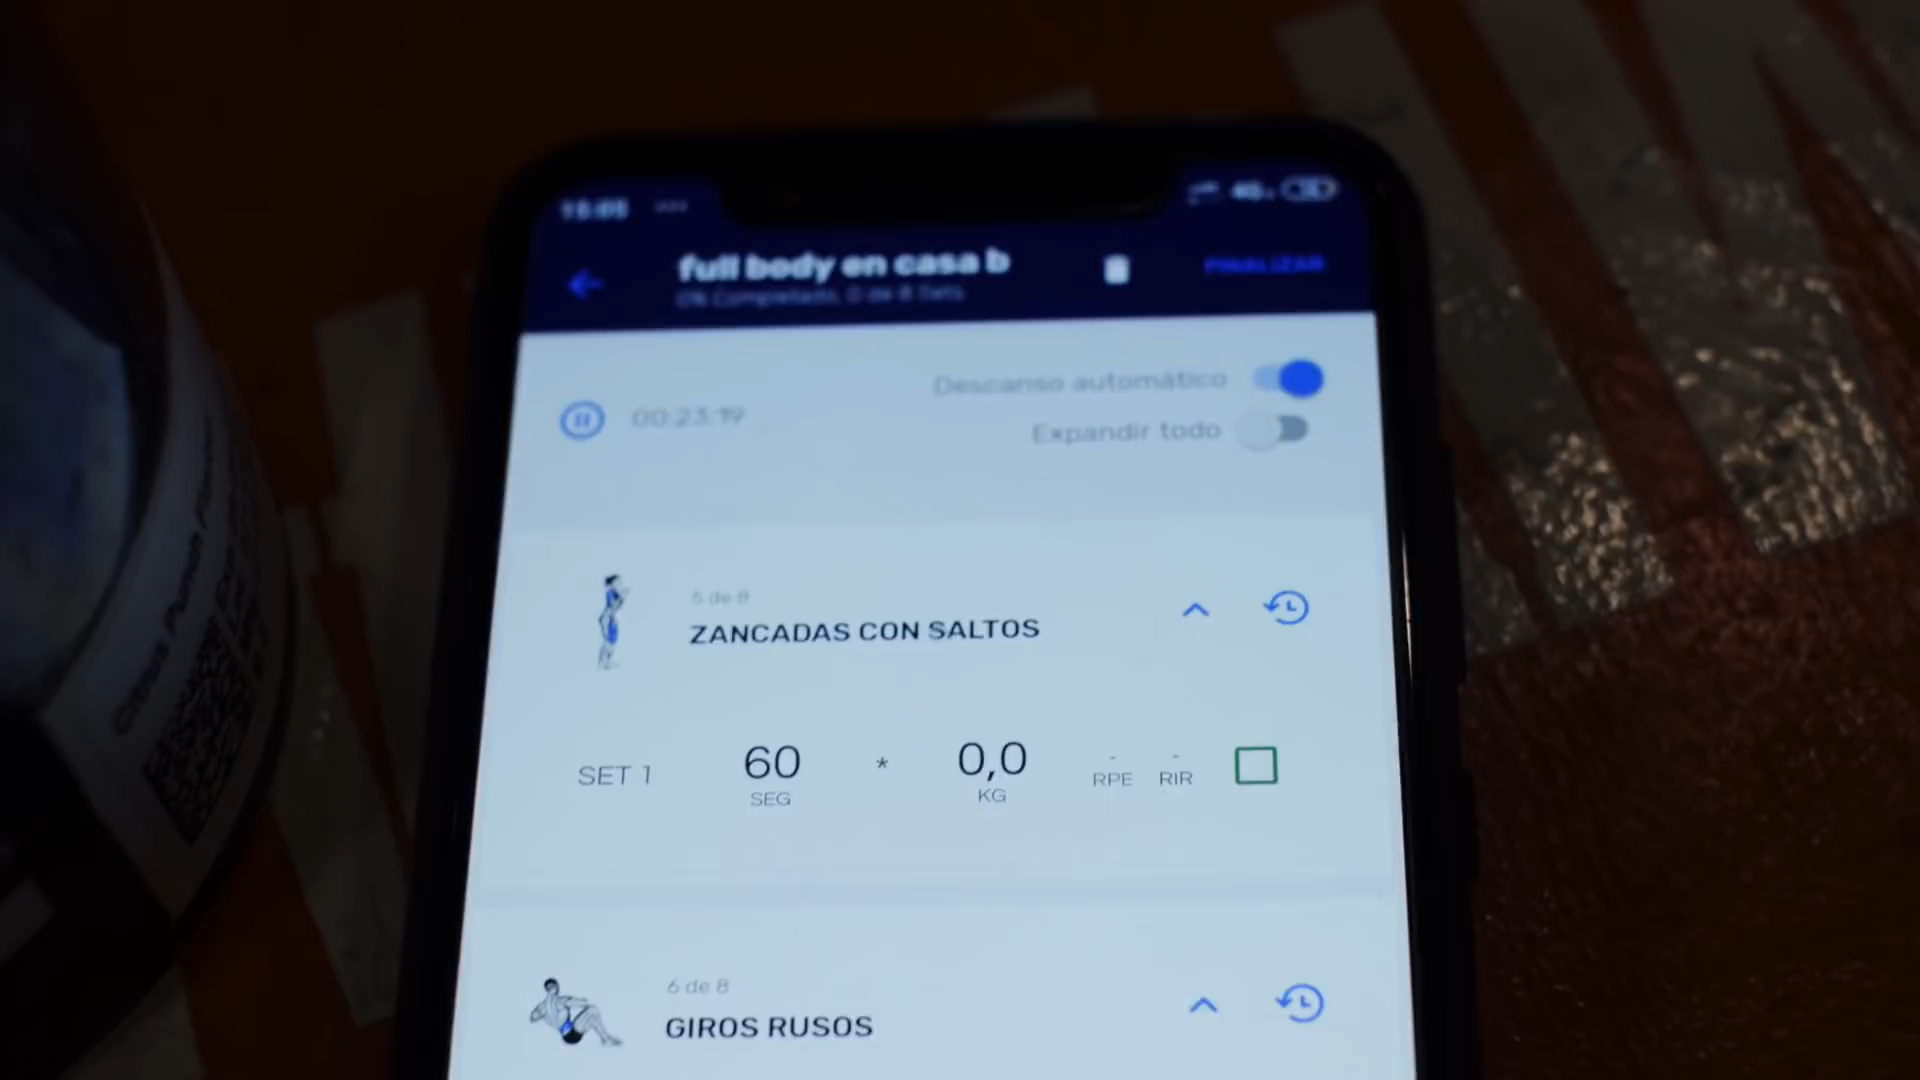 full body en casa b
0% Completado, 0 de 8 Sets
FINALIZAR
Descanso automático
00:23:19
Expandir todo
5 de 8
ZANCADAS CON SALTOS
SET 1
60
SEG
*
0,0
KG
-
RPE
-
RIR
6 de 8
GIROS RUSOS
Citrus Punch